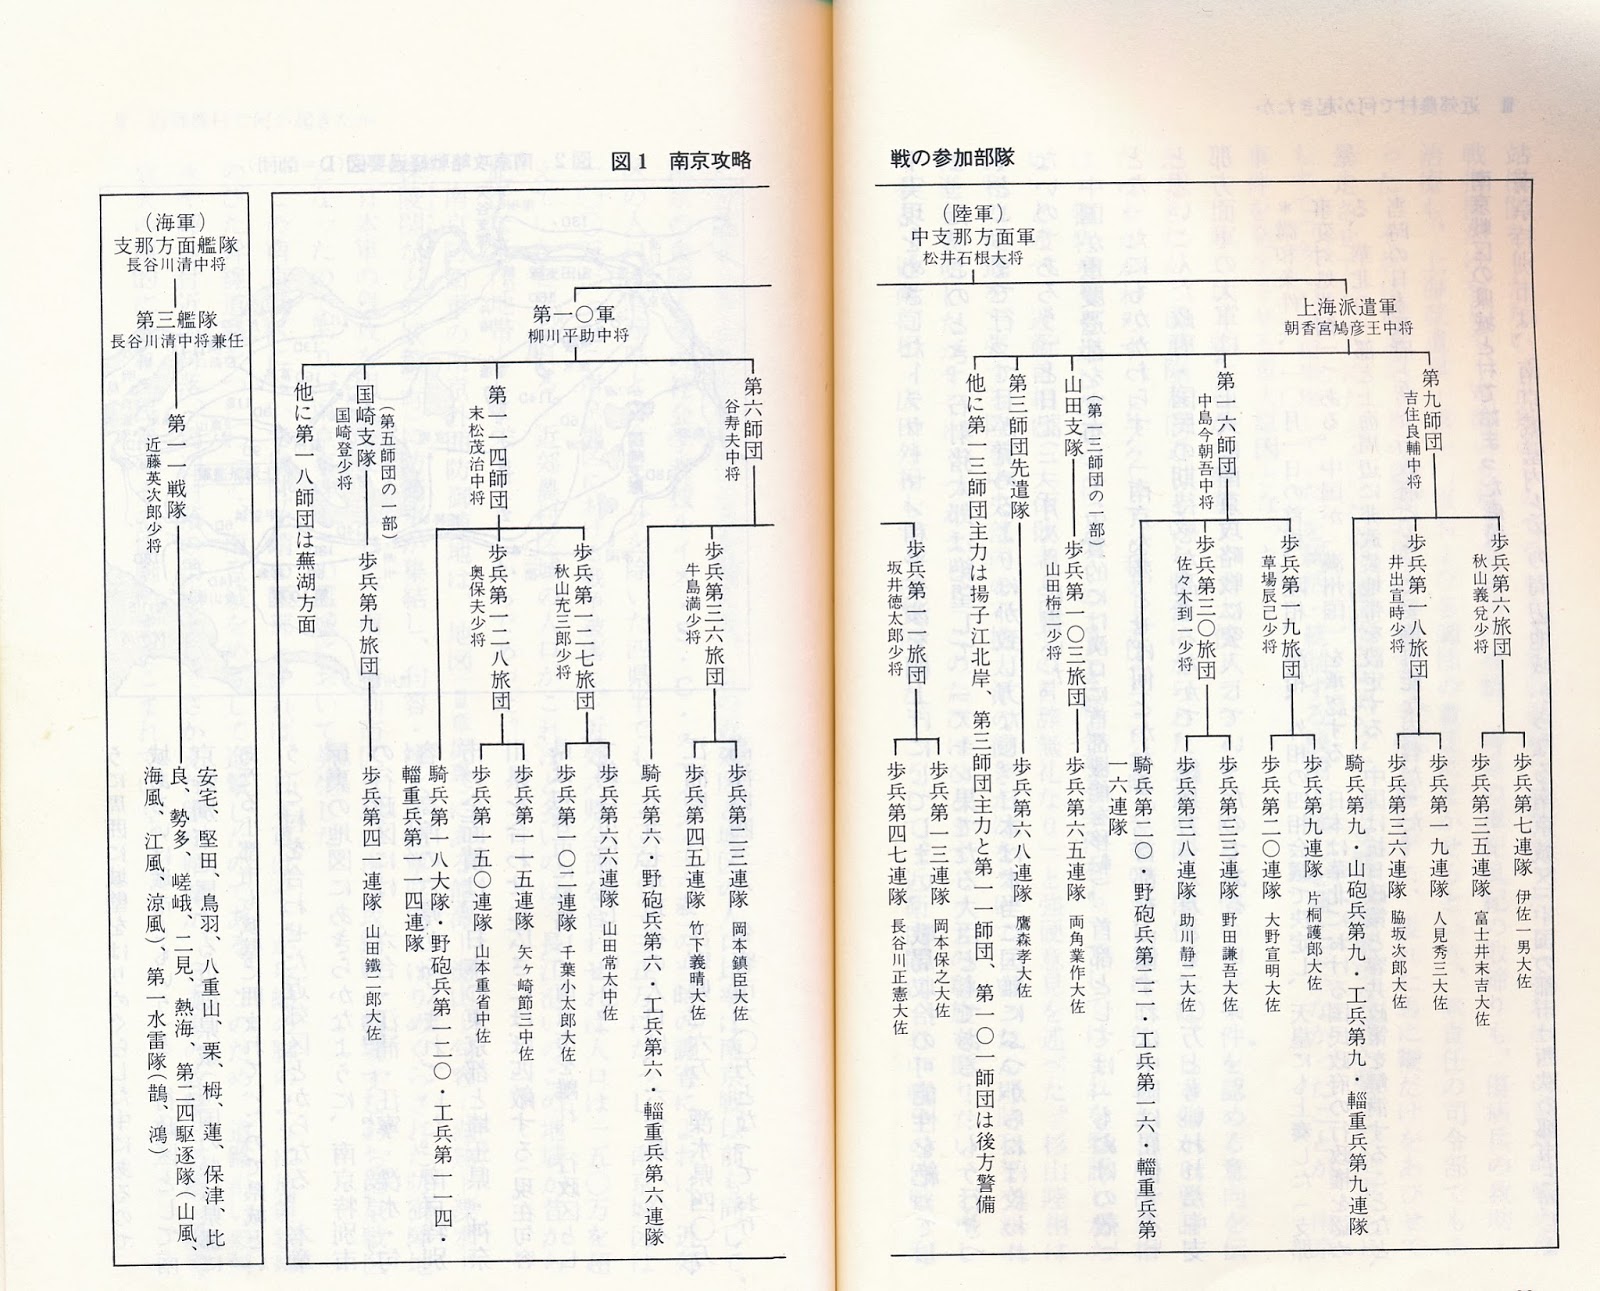 図1　南京攻略
戦の参加部隊
（陸軍）
中支那方面軍
松井石根大将
上海派遣軍
朝香宮鳩彦王中将
第九師団
吉住良輔中将
歩兵第六旅団
秋山義兌少将
歩兵第七連隊　伊佐一男大佐
歩兵第三五連隊　富士井末吉大佐
歩兵第一八旅団
井出宣時少将
歩兵第一九連隊　人見秀三大佐
歩兵第三六連隊　脇坂次郎大佐
騎兵第九・山砲兵第九・工兵第九・輜重兵第九連隊
第一六師団
中島今朝吾中将
歩兵第一九旅団
草場辰己少将
歩兵第九連隊　片桐護郎大佐
歩兵第二〇連隊　大野宣明大佐
歩兵第三〇旅団
佐々木到一少将
歩兵第三三連隊　野田謙吾大佐
歩兵第三八連隊　助川静二大佐
騎兵第二〇・野砲兵第二二・工兵第一六・輜重兵第
一六連隊
（第一三師団の一部）
山田支隊
歩兵第一〇三旅団
山田栴二少将
歩兵第六五連隊　両角業作大佐
第三師団先遣隊
歩兵第六八連隊　鷹森孝大佐
他に第一三師団主力は揚子江北岸、第三師団主力と第一一師団、第一〇一師団は後方警備
第一〇軍
柳川平助中将
第六師団
谷寿夫中将
歩兵第一一旅団
坂井徳太郎少将
歩兵第一三連隊　岡本保之大佐
歩兵第四七連隊　長谷川正憲大佐
歩兵第三六旅団
牛島満少将
歩兵第二三連隊　岡本鎮臣大佐
歩兵第四五連隊　竹下義晴大佐
騎兵第六・野砲兵第六・工兵第六・輜重兵第六連隊
第一一四師団
末松茂治中将
歩兵第一二七旅団
秋山充三郎少将
歩兵第六六連隊　山田常太中佐
歩兵第一〇二連隊　千葉小太郎大佐
歩兵第一二八旅団
奥保夫少将
歩兵第一一五連隊　矢ヶ崎節三中佐
歩兵第一五〇連隊　山本重省中佐
騎兵第一八大隊・野砲兵第一二〇・工兵第一一四・
輜重兵第一一四連隊
（第五師団の一部）
国崎支隊
国崎登少将
歩兵第九旅団
歩兵第四一連隊　山田鐵二郎大佐
他に第一八師団は蕪湖方面
（海軍）
支那方面艦隊
長谷川清中将
第三艦隊
長谷川清中将兼任
第一一戦隊
近藤英次郎少将
安宅、堅田、鳥羽、八重山、栗、栂、蓮、保津、比
良、勢多、嵯峨、二見、熱海、第二四駆逐隊（山風、
海風、江風、涼風）、第一水雷隊（鵲、鴻）